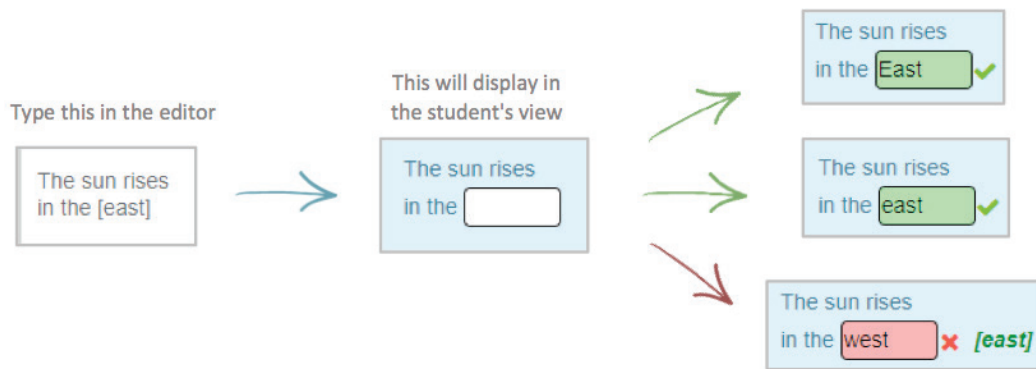 Type this in the editor
The sun rises
in the [east]
This will display in
the student's view
The sun rises
in the
The sun rises
in the East
The sun rises
in the east
The sun rises
in the west [east]